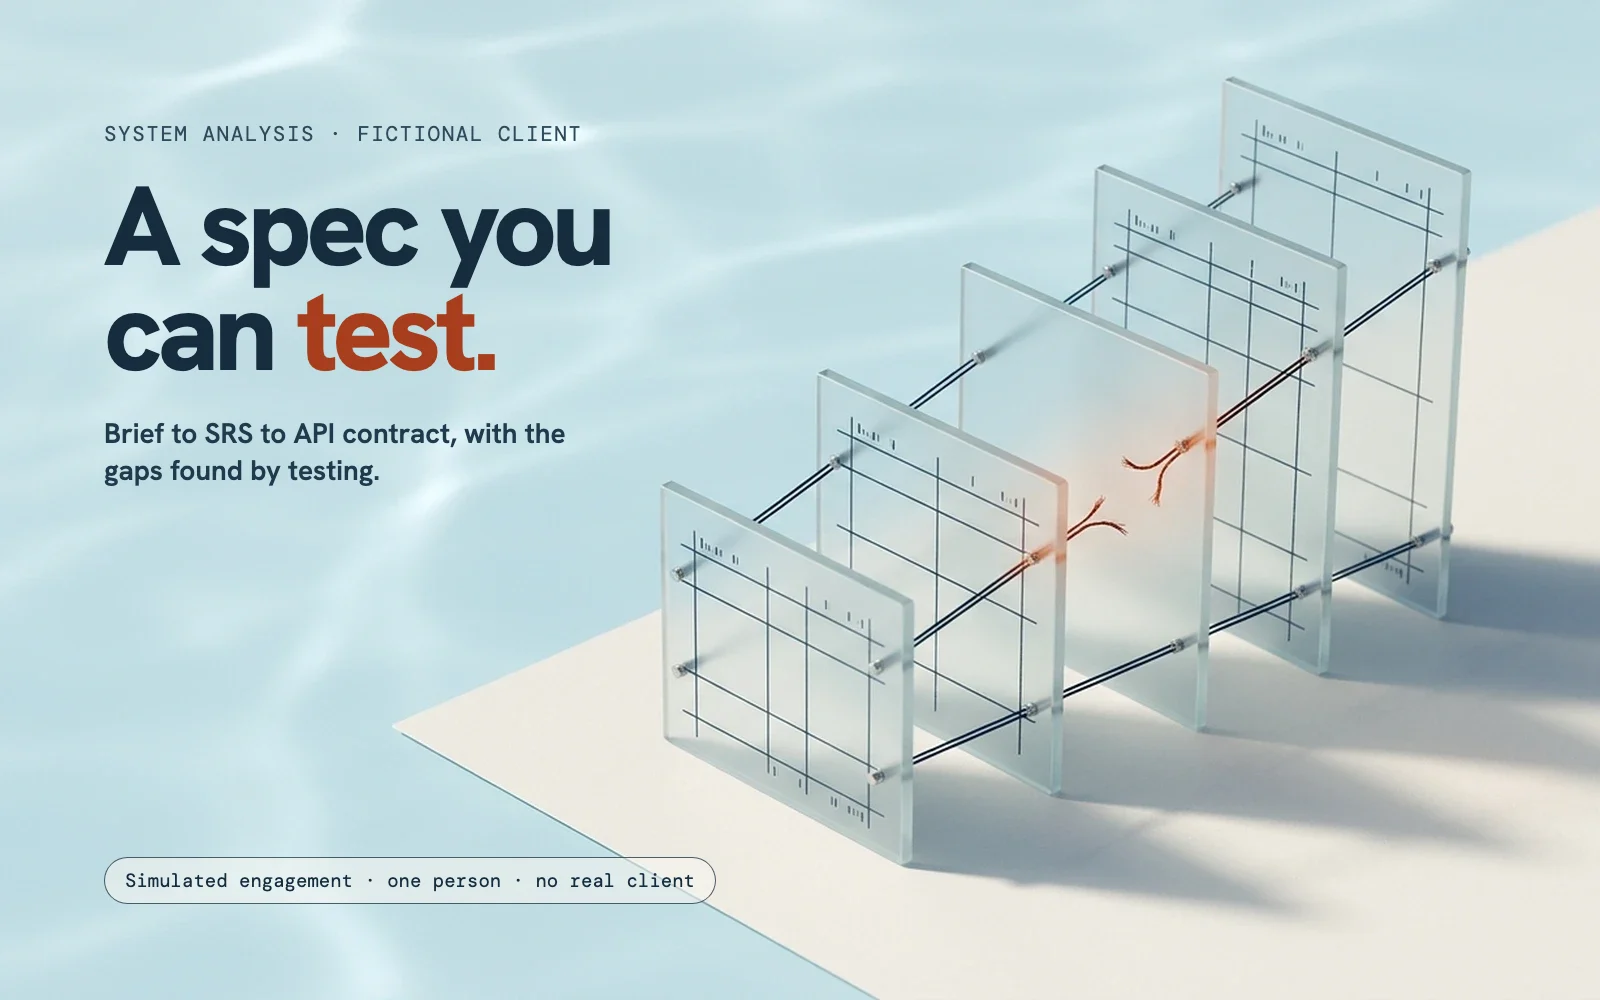 SYSTEM ANALYSIS · FICTIONAL CLIENT
A spec you
can test.
Brief to SRS to API contract, with the
gaps found by testing.
Simulated engagement · one person · no real client